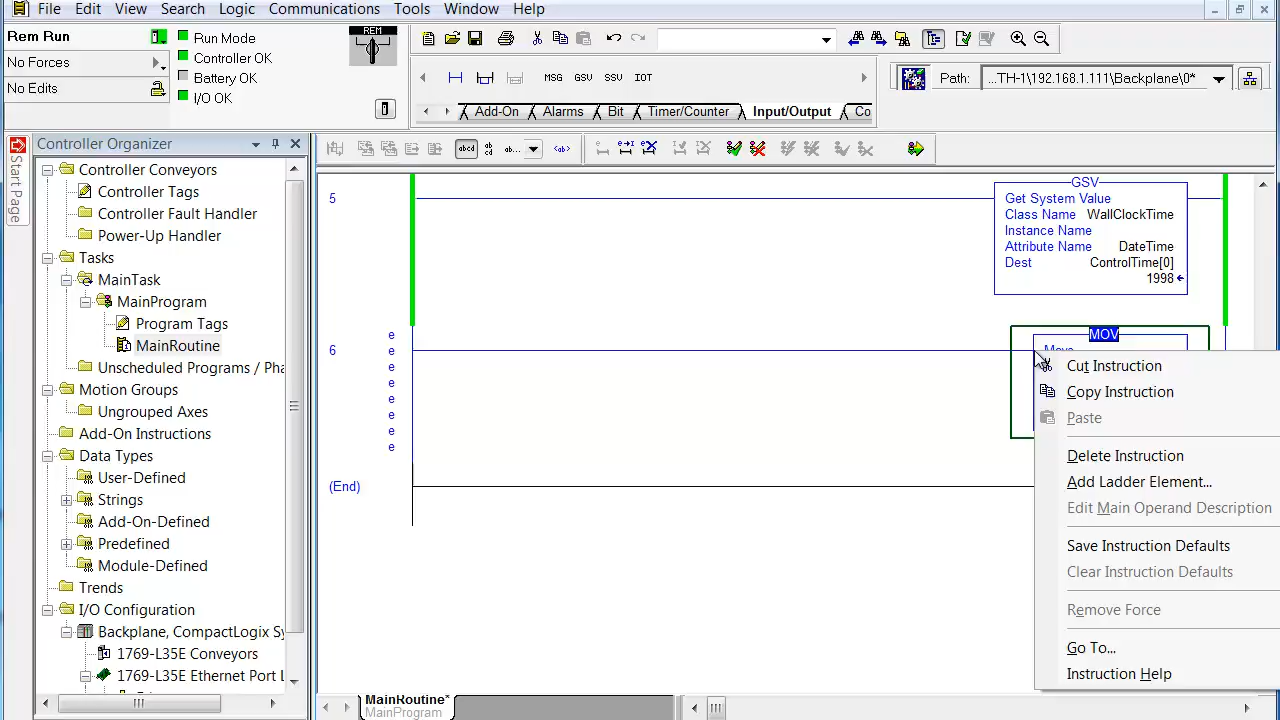 File Edit View Search Logic Communications Tools Window Help
Rem Run
No Forces
No Edits
Run Mode
Controller OK
Battery OK
I/O OK
REM
MSG GSV SSV IOT
Add-On Alarms Bit Timer/Counter Input/Output Co
Path: ...TH-1\192.168.1.111\Backplane\0*
Start Page
Controller Organizer
Controller Conveyors
Controller Tags
Controller Fault Handler
Power-Up Handler
Tasks
MainTask
MainProgram
Program Tags
MainRoutine
Unscheduled Programs / Pha
Motion Groups
Ungrouped Axes
Add-On Instructions
Data Types
User-Defined
Strings
Add-On-Defined
Predefined
Module-Defined
Trends
I/O Configuration
Backplane, CompactLogix Sy
1769-L35E Conveyors
1769-L35E Ethernet Port L
abcd
ab
cd
ab...
<ab>
5
GSV
Get System Value
Class Name WallClockTime
Instance Name
Attribute Name DateTime
Dest ControlTime[0]
1998
6
e
e
e
e
e
e
e
e
MOV
Move
(End)
Cut Instruction
Copy Instruction
Paste
Delete Instruction
Add Ladder Element...
Edit Main Operand Description
Save Instruction Defaults
Clear Instruction Defaults
Remove Force
Go To...
Instruction Help
MainRoutine*
MainProgram